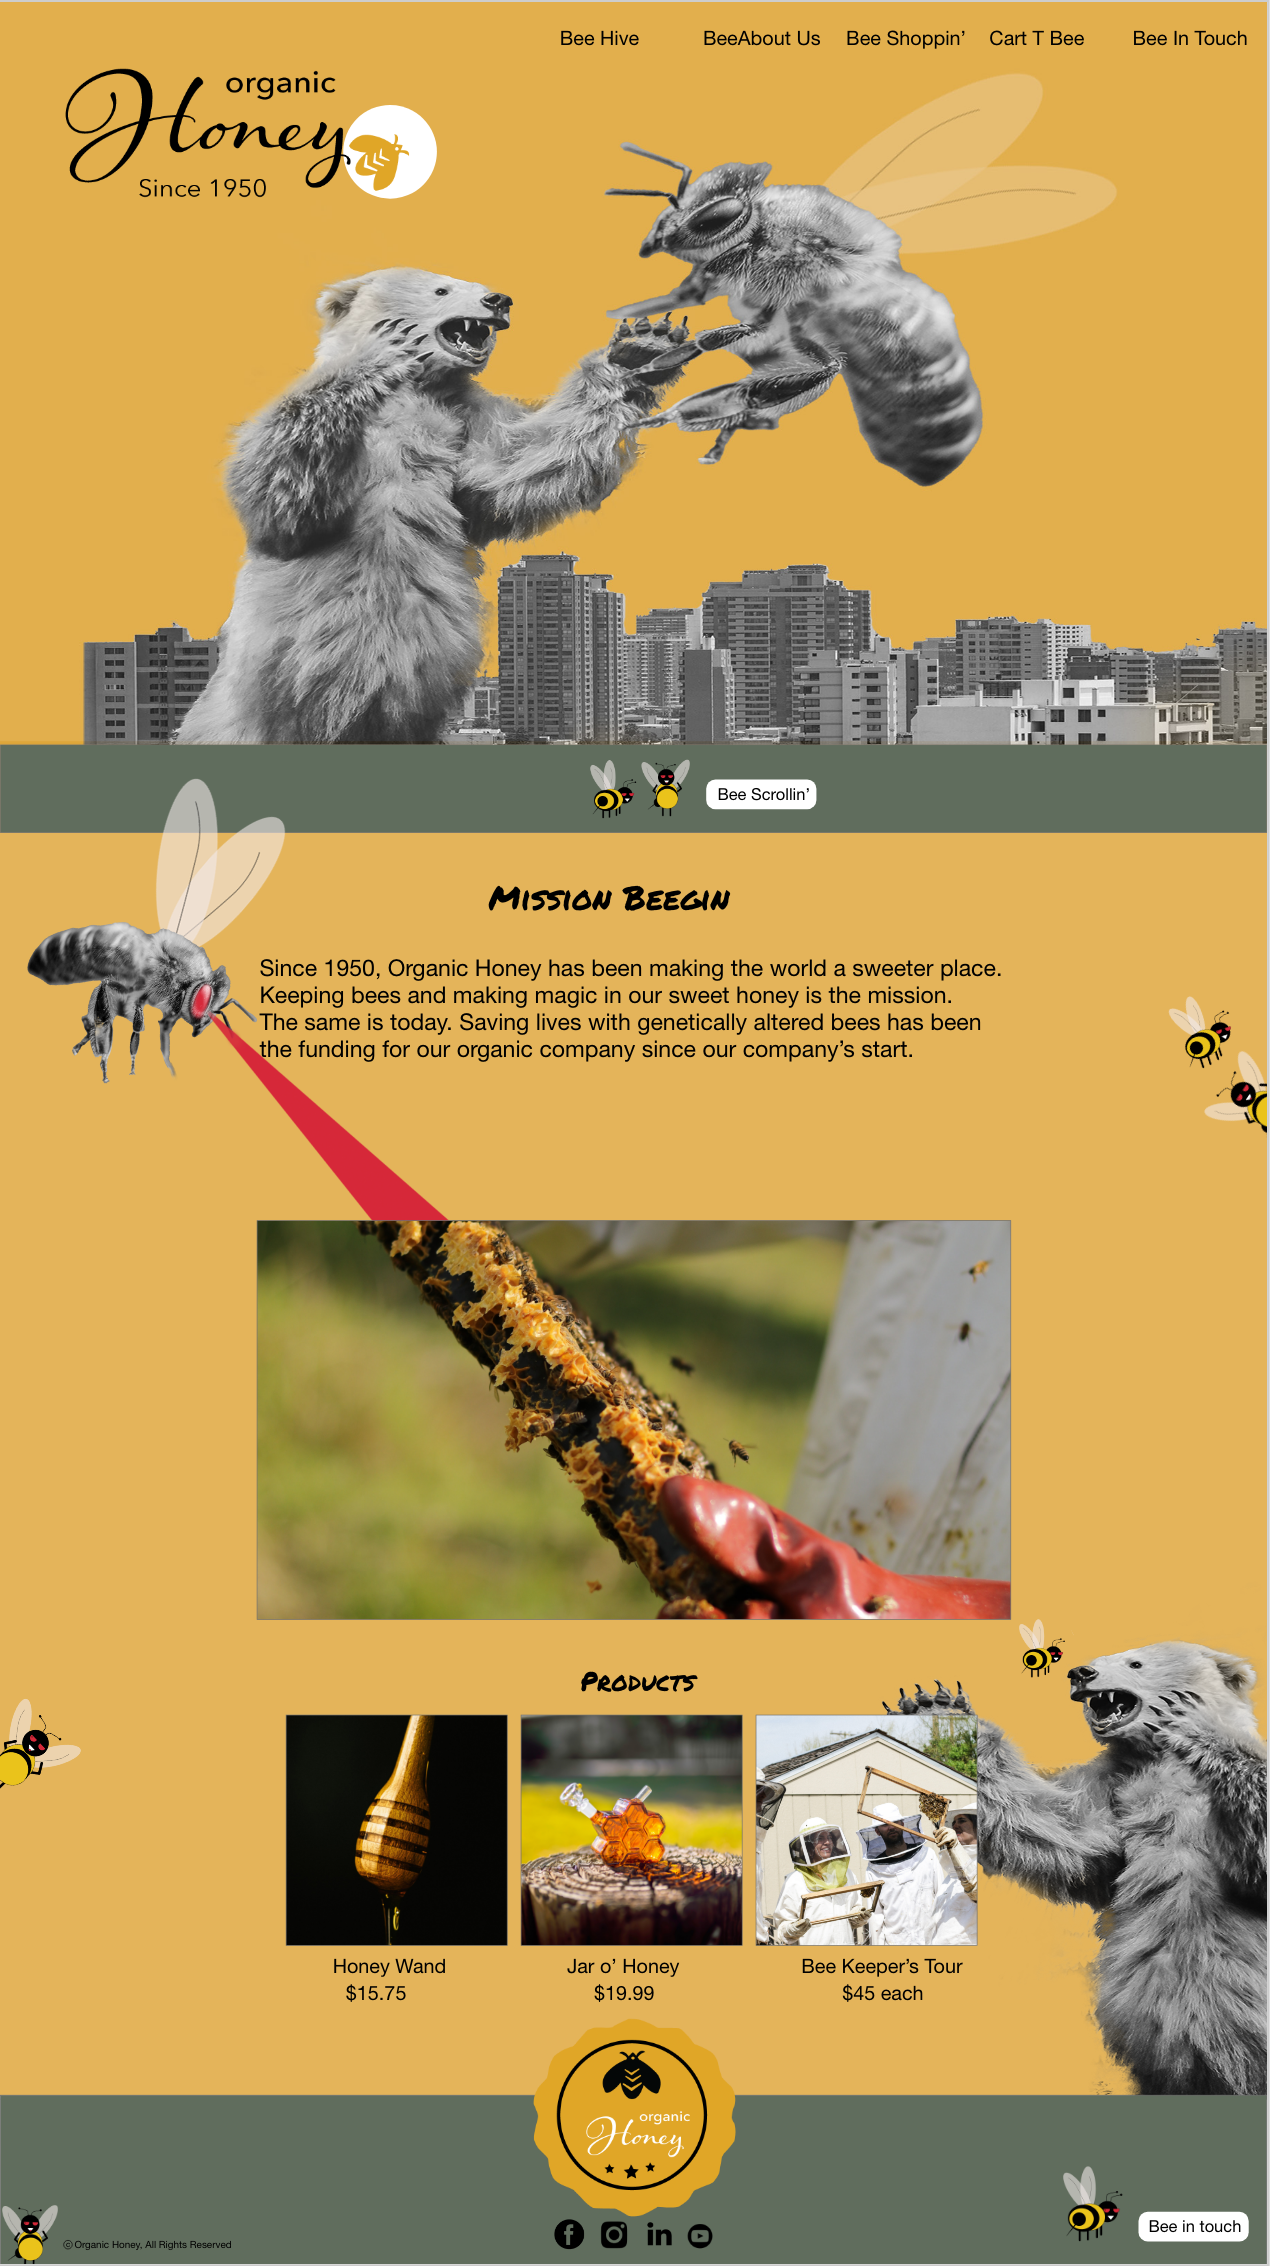 Bee Hive BeeAbout Us Bee Shoppin’ Cart T Bee Bee In Touch
organic
Honey
Since 1950
Bee Scrollin’
Mission Beegin
Since 1950, Organic Honey has been making the world a sweeter place.
Keeping bees and making magic in our sweet honey is the mission.
The same is today. Saving lives with genetically altered bees has been
the funding for our organic company since our company’s start.
Products
Honey Wand
$15.75
Jar o’ Honey
$19.99
Bee Keeper’s Tour
$45 each
organic
Honey
Bee in touch
©Organic Honey, All Rights Reserved